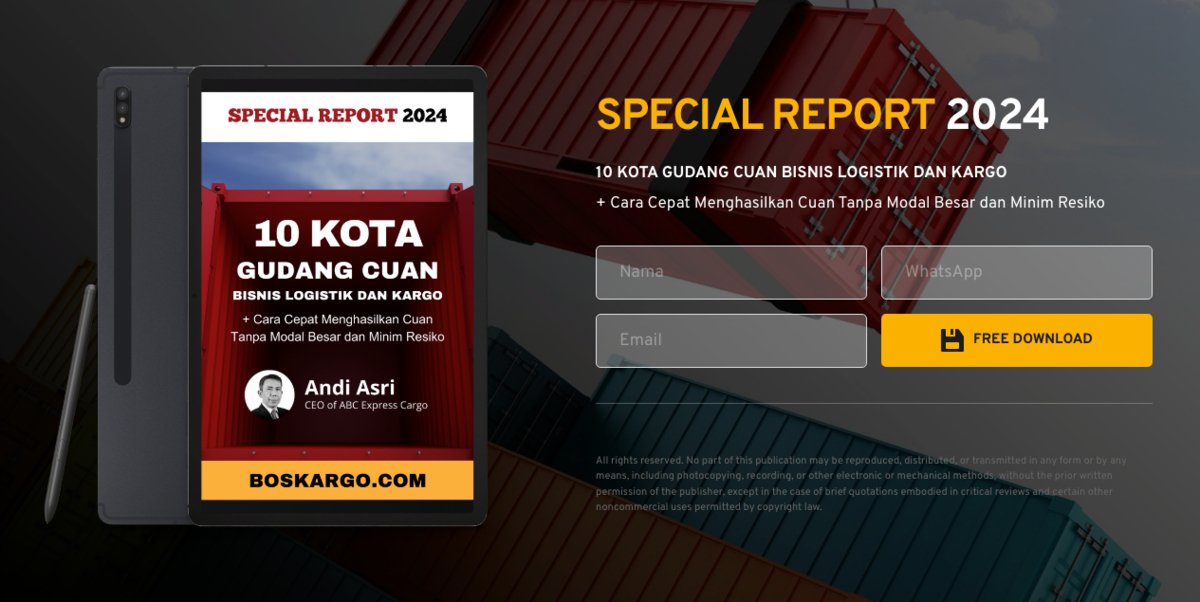 SPECIAL REPORT 2024
10 KOTA
GUDANG CUAN
BISNIS LOGISTIK DAN KARGO
+ Cara Cepat Menghasilkan Cuan
Tanpa Modal Besar dan Minim Resiko
Andi Asri
CEO of ABC Express Cargo
BOSKARGO.COM
SPECIAL REPORT 2024
10 KOTA GUDANG CUAN BISNIS LOGISTIK DAN KARGO
+ Cara Cepat Menghasilkan Cuan Tanpa Modal Besar dan Minim Resiko
Nama
WhatsApp
Email
FREE DOWNLOAD
All rights reserved. No part of this publication may be reproduced, distributed, or transmitted in any form or by any
means, including photocopying, recording, or other electronic or mechanical methods, without the prior written
permission of the publisher, except in the case of brief quotations embodied in critical reviews and certain other
noncommercial uses permitted by copyright law.